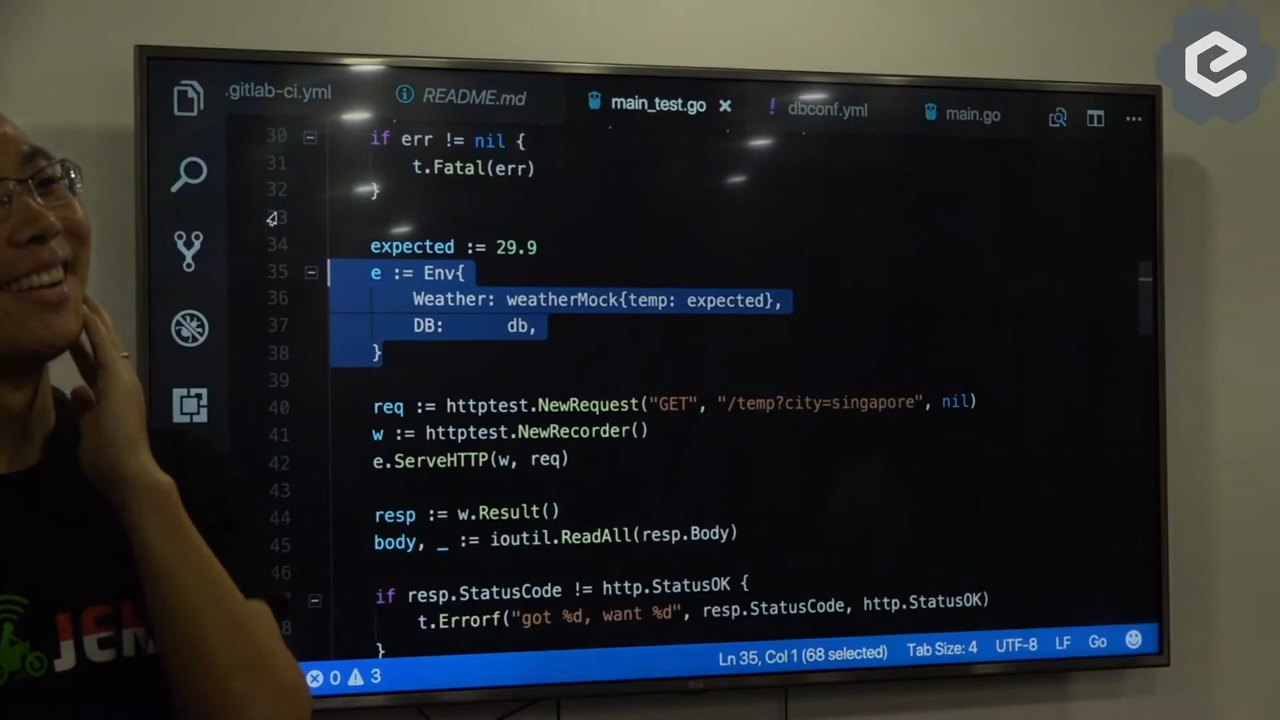 .gitlab-ci.yml README.md main_test.go dbconf.yml main.go
30 if err != nil {
31 t.Fatal(err)
32 }
33
34 expected := 29.9
35 e := Env{
36 Weather: weatherMock{temp: expected},
37 DB: db,
38 }
39
40 req := httptest.NewRequest("GET", "/temp?city=singapore", nil)
41 w := httptest.NewRecorder()
42 e.ServeHTTP(w, req)
43
44 resp := w.Result()
45 body, _ := ioutil.ReadAll(resp.Body)
46
if resp.StatusCode != http.StatusOK {
8 t.Errorf("got %d, want %d", resp.StatusCode, http.StatusOK)
}
0 3 Ln 35, Col 1 (68 selected) Tab Size: 4 UTF-8 LF Go